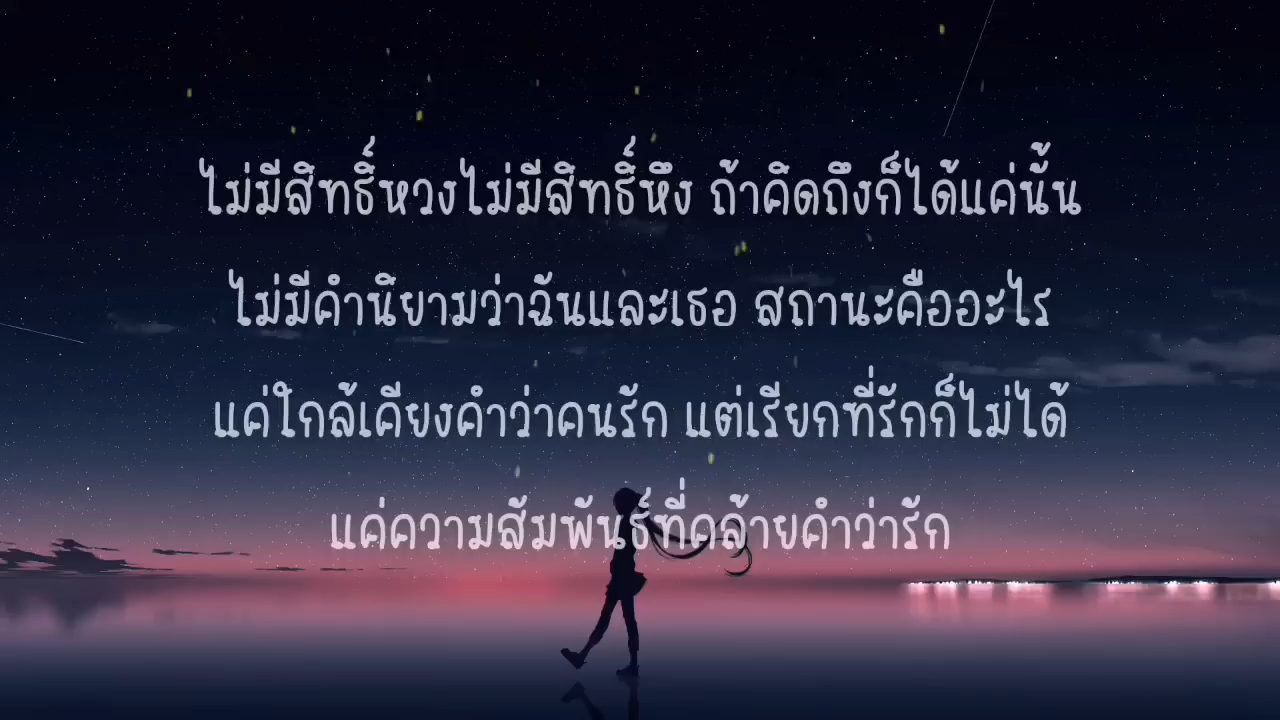 ไม่มีสิทธิ์หวงไม่มีสิทธิ์หึง ถ้าคิดถึงก็ได้แค่นั้น
ไม่มีคำนิยามว่าฉันและเธอ สถานะคืออะไร
แค่ใกล้เคียงคำว่าคนรัก แต่เรียกที่รักก็ไม่ได้
แค่ความสัมพันธ์ที่คล้ายคำว่ารัก